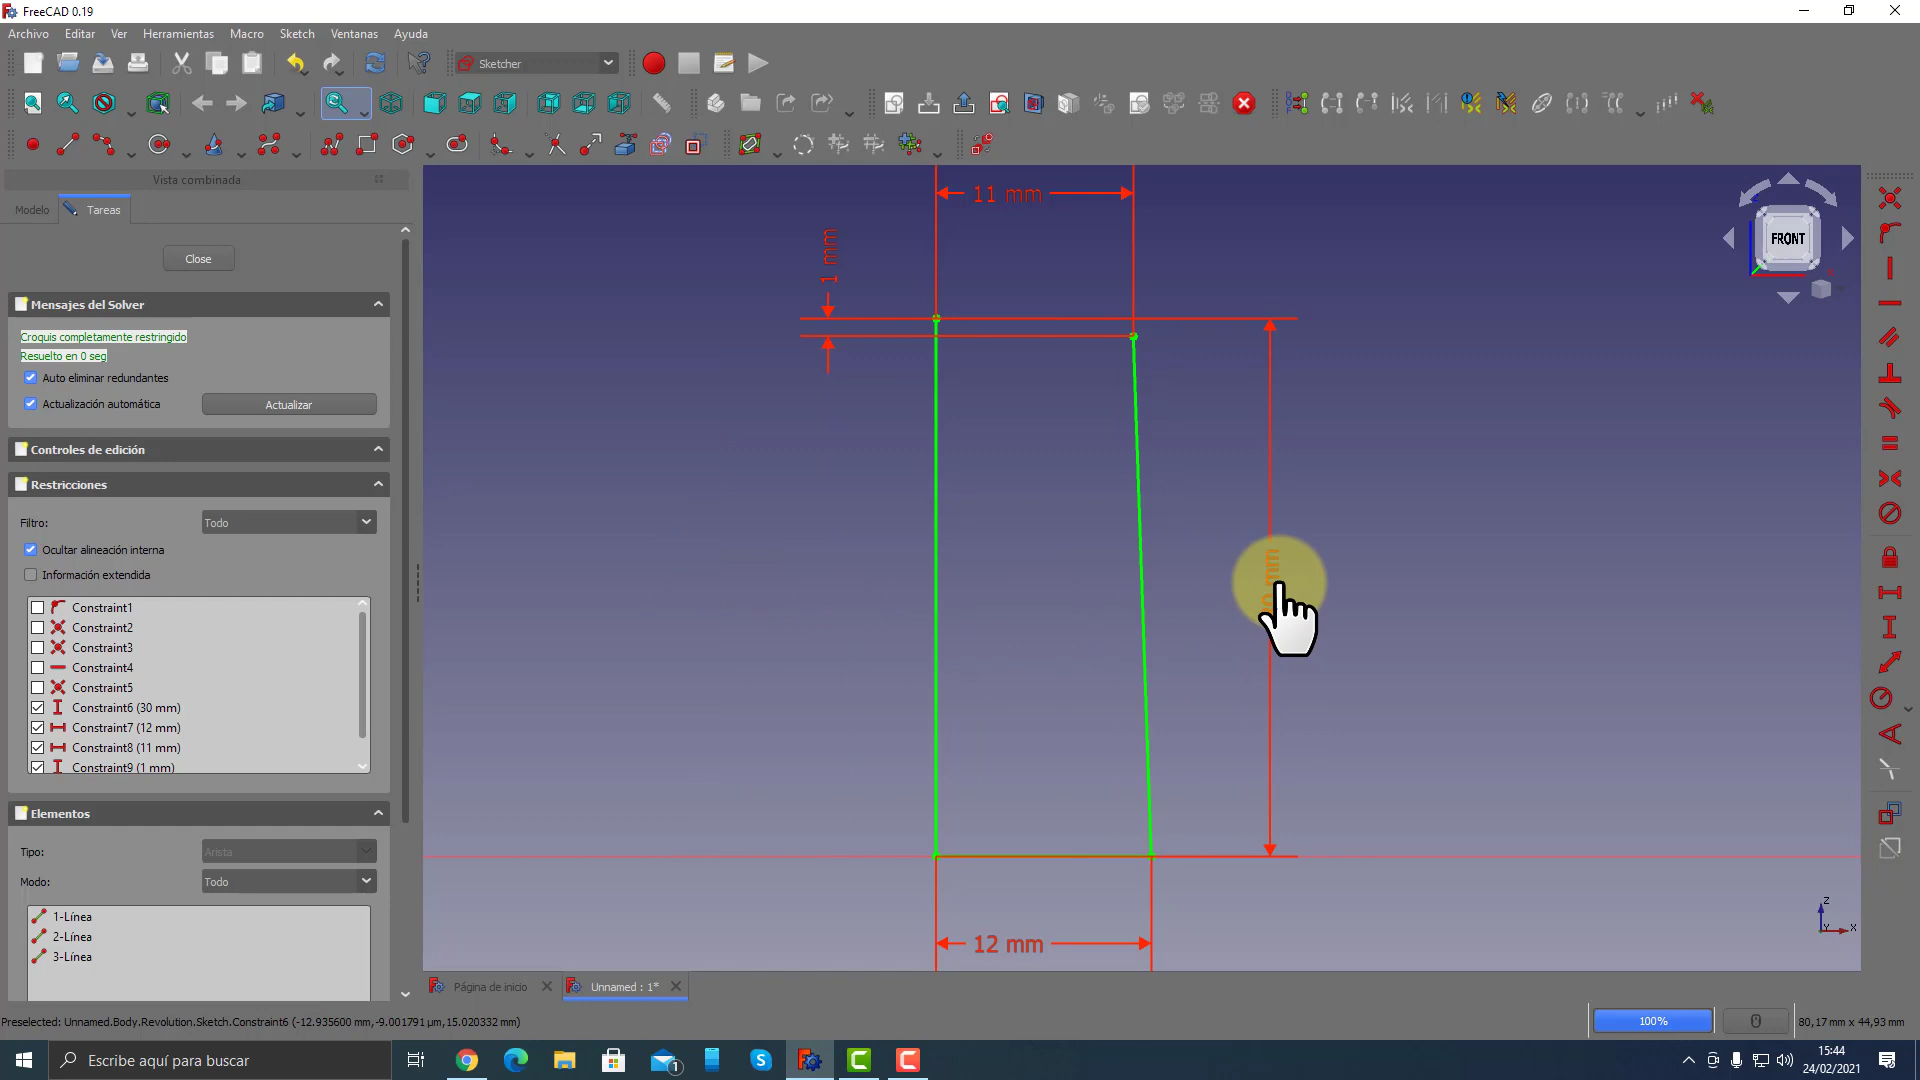 FreeCAD 0.19
Archivo Editar Ver Herramientas Macro Sketch Ventanas Ayuda
Sketcher
Vista combinada
Modelo Tareas
Close
Mensajes del Solver
Croquis completamente restringido
Resuelto en 0 seg
Auto eliminar redundantes
Actualización automática Actualizar
Controles de edición
Restricciones
Filtro: Todo
Ocultar alineación interna
Información extendida
Constraint1
Constraint2
Constraint3
Constraint4
Constraint5
Constraint6 (30 mm)
Constraint7 (12 mm)
Constraint8 (11 mm)
Constraint9 (1 mm)
Elementos
Tipo: Arista
Modo: Todo
1-Línea
2-Línea
3-Línea
11 mm
1 mm
mm
12 mm
FRONT
Z
Y X
Página de inicio Unnamed : 1*
Preselected: Unnamed.Body.Revolution.Sketch.Constraint6 (-12.935600 mm,-9.001791 µm,15.020332 mm)
100% 80,17 mm x 44,93 mm
Escribe aquí para buscar
1
15:44
24/02/2021